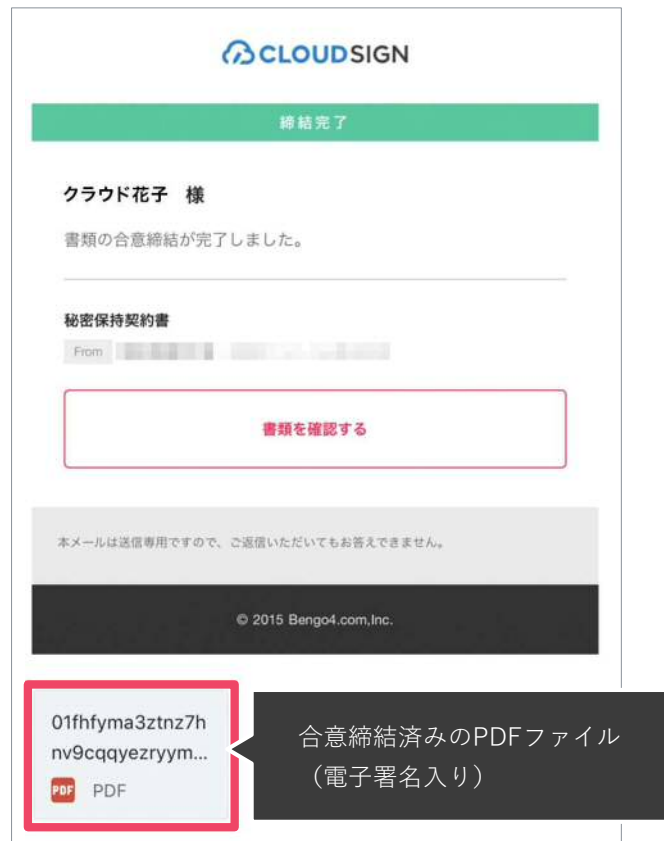 CLOUDSIGN
締結完了
クラウド花子 様
書類の合意締結が完了しました。
秘密保持契約書
From
書類を確認する
本メールは送信専用ですので、ご返信いただいてもお答えできません。
© 2015 Bengo4.com,Inc.
01fhfyma3ztnz7h
nv9cqqyezryym...
PDF PDF
合意締結済みのPDFファイル
（電子署名入り）